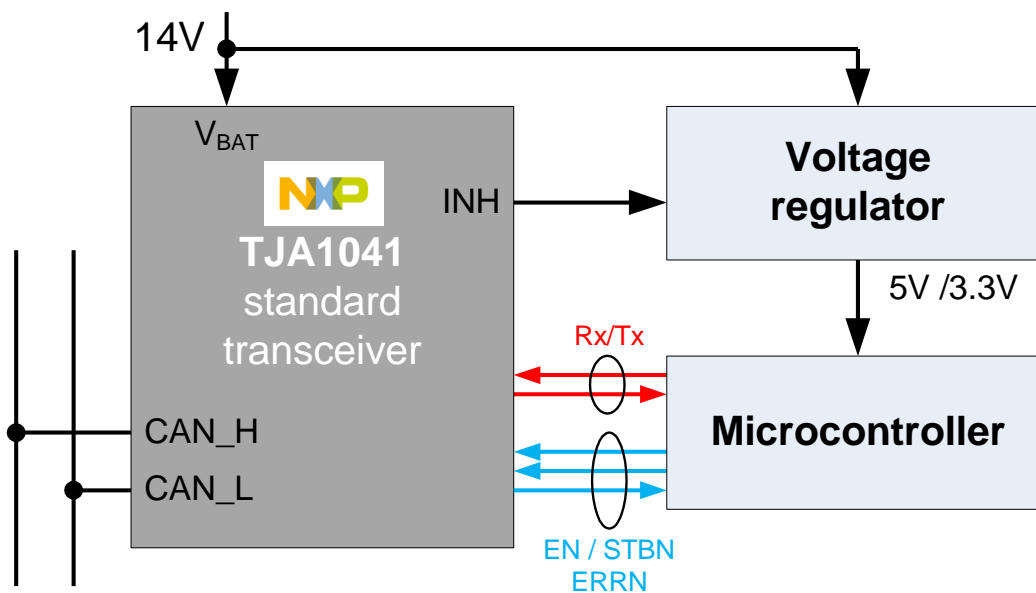 14V
V_BAT
NXP
INH
TJA1041
standard
transceiver
Voltage
regulator
5V /3.3V
Rx/Tx
Microcontroller
CAN_H
CAN_L
EN / STBN
ERRN